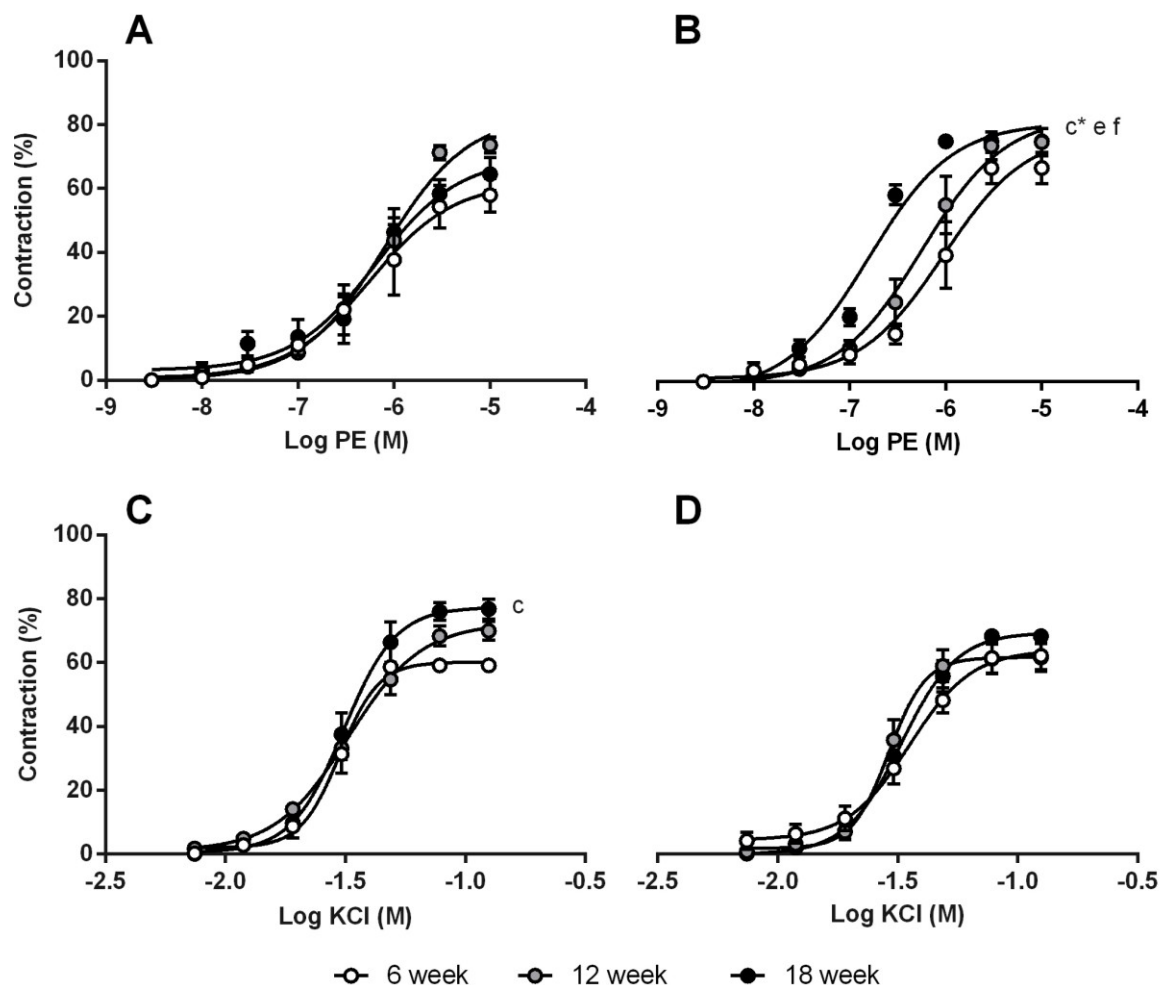 A
B
100
80
60
40
20
0
Contraction (%)
-9 -8 -7 -6 -5 -4
Log PE (M)
c* e f
-9 -8 -7 -6 -5 -4
Log PE (M)
C
D
100
80
60
40
20
0
Contraction (%)
c
-2.5 -2.0 -1.5 -1.0 -0.5
Log KCl (M)
-2.5 -2.0 -1.5 -1.0 -0.5
Log KCl (M)
6 week 12 week 18 week